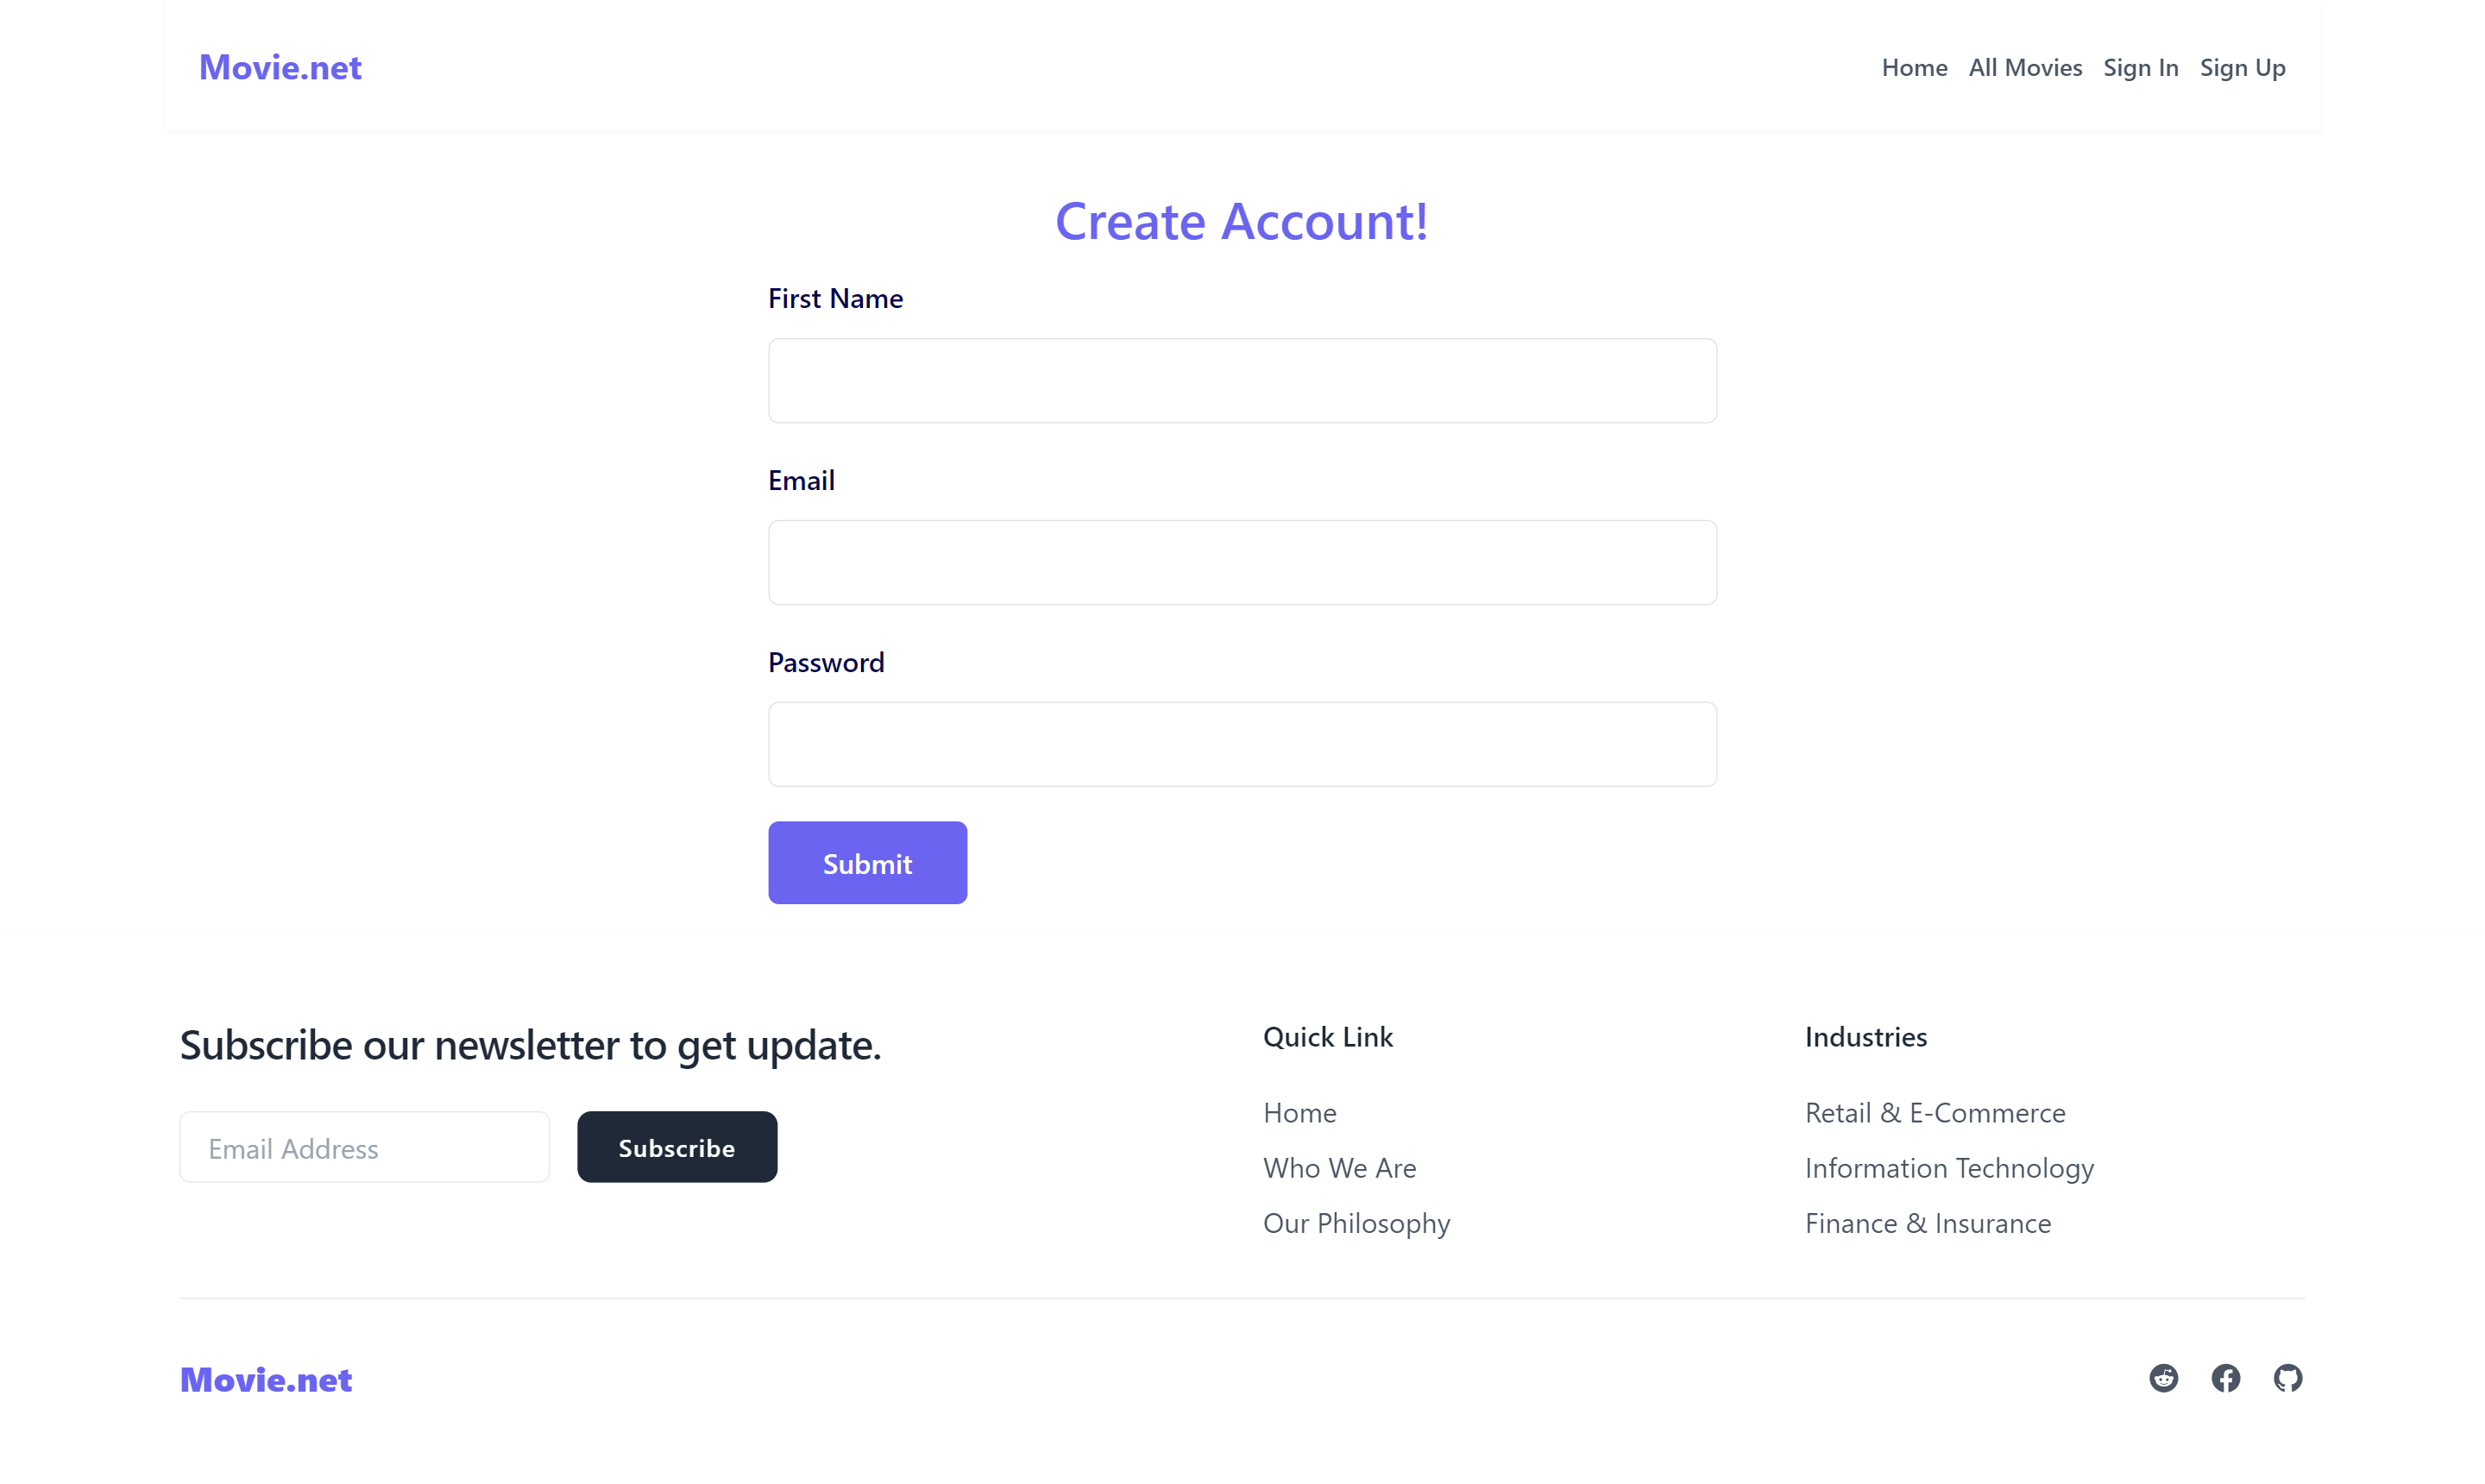 Movie.net
Home All Movies Sign In Sign Up
Create Account!
First Name
Email
Password
Submit
Subscribe our newsletter to get update.
Email Address
Subscribe
Quick Link
Home
Who We Are
Our Philosophy
Industries
Retail & E-Commerce
Information Technology
Finance & Insurance
Movie.net